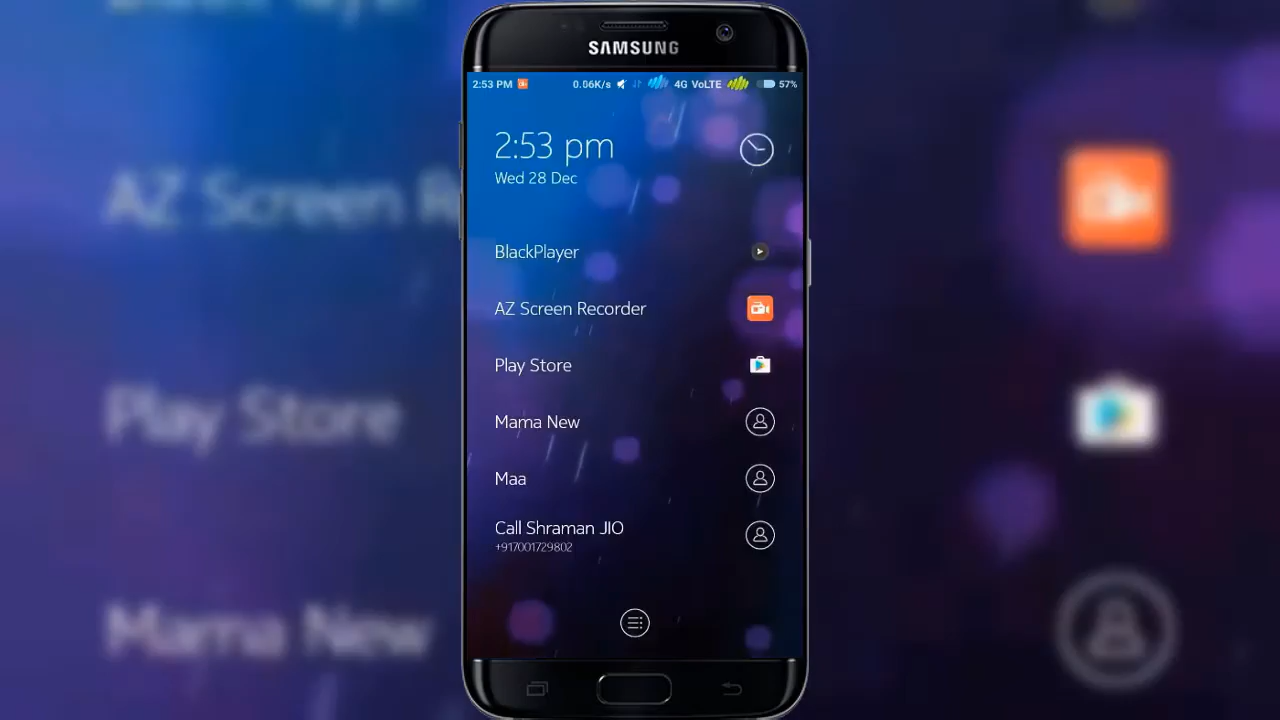 SAMSUNG
2:53 PM 0.06K/s 4G VoLTE 57%
2:53 pm
Wed 28 Dec
BlackPlayer
AZ Screen Recorder
Play Store
Mama New
Maa
Call Shraman JIO
+917001729802
AZ Screen R
Play Store
Mama New